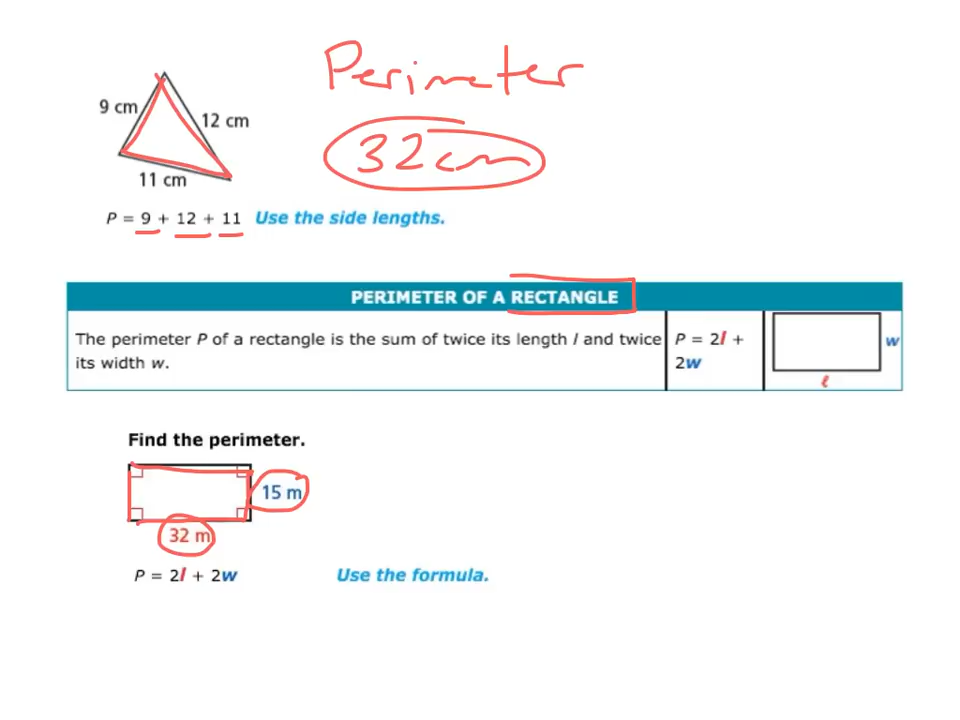 Perimeter
9 cm
12 cm
32 cm
11 cm
P = 9 + 12 + 11 Use the side lengths.
PERIMETER OF A RECTANGLE
The perimeter P of a rectangle is the sum of twice its length l and twice
its width w.
P = 2l +
2w
w
ℓ
Find the perimeter.
15 m
32 m
P = 2l + 2w Use the formula.